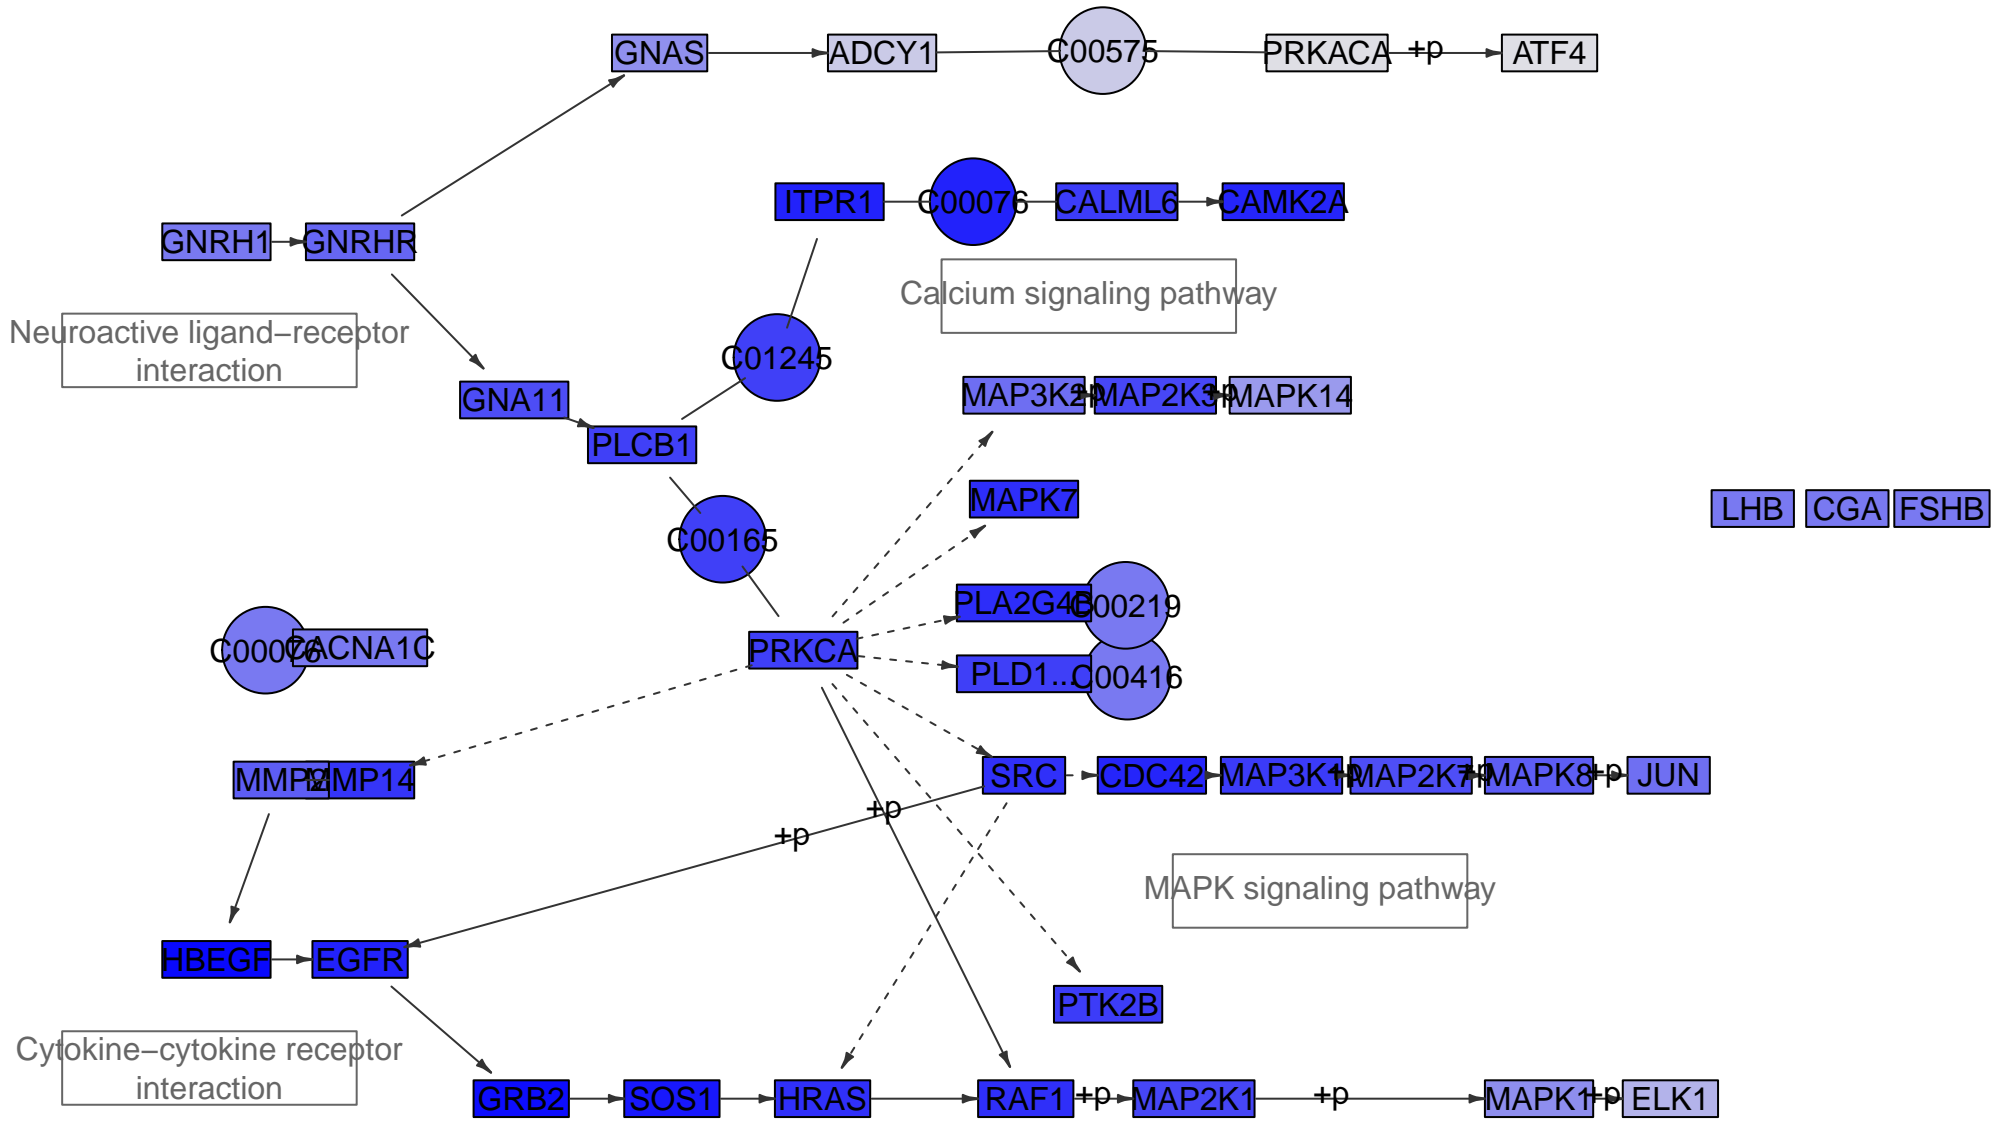 GNAS
ADCY1
C00575
PRKACA
+p
ATF4
ITPR1
C00076
CALML6
CAMK2A
GNRH1
GNRHR
Calcium signaling pathway
Neuroactive ligand–receptor
interaction
C01245
GNA11
MAP3K2
+p
MAP2K3
+p
MAPK14
PLCB1
MAPK7
LHB
CGA
FSHB
C00165
PLA2G4B
C00219
C00076
CACNA1C
PRKCA
PLD1...
C00416
MMP2
MMP14
SRC
CDC42
MAP3K1
+p
MAP2K7
+p
MAPK8
+p
JUN
+p
+p
MAPK signaling pathway
HBEGF
EGFR
PTK2B
Cytokine–cytokine receptor
interaction
GRB2
SOS1
HRAS
RAF1
+p
MAP2K1
+p
MAPK1
+p
ELK1